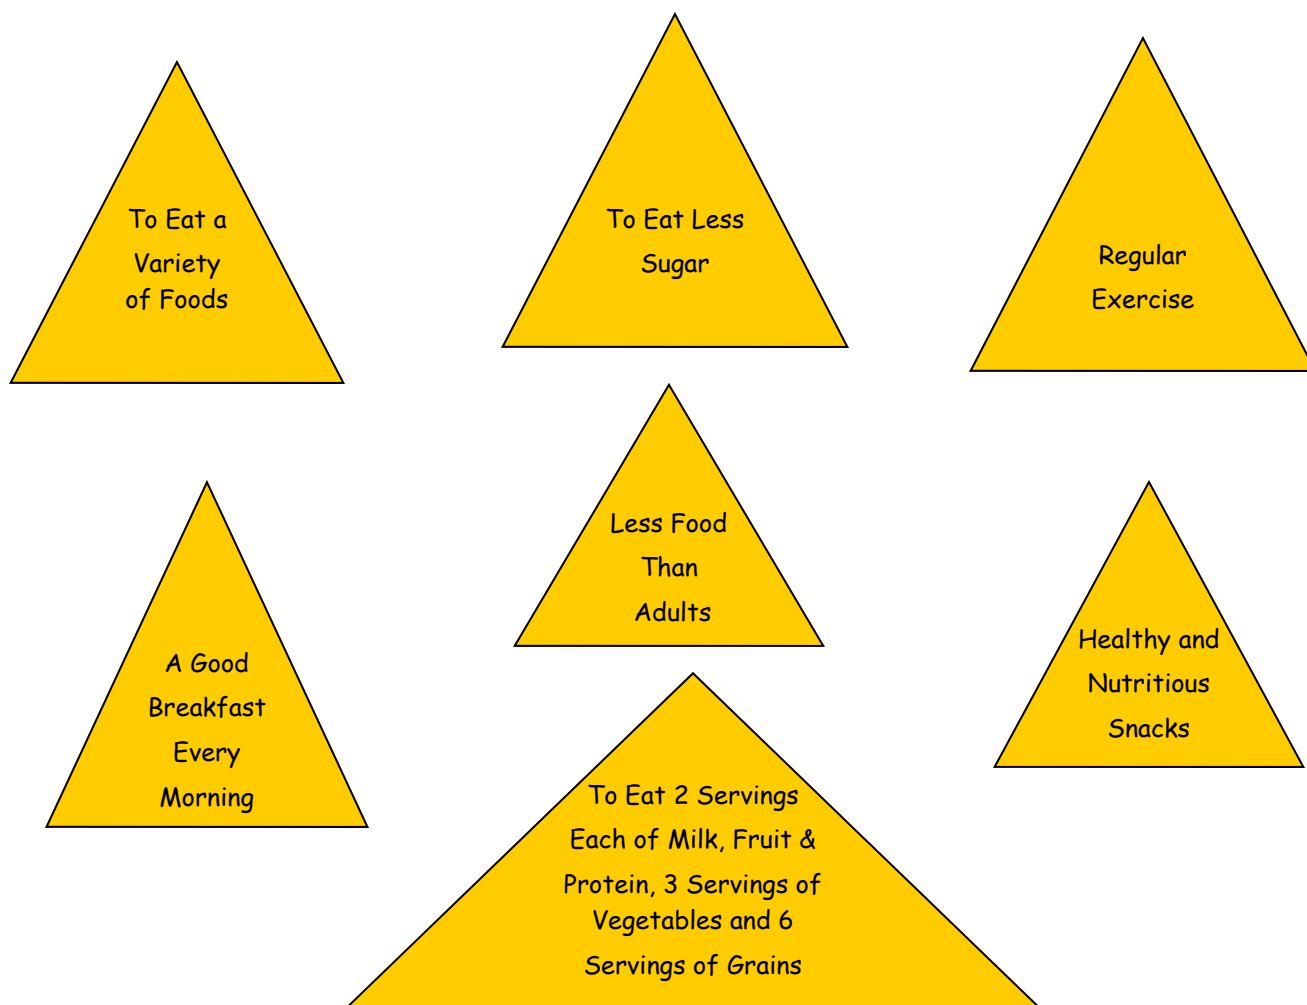 To Eat a
Variety
of Foods
To Eat Less
Sugar
Regular
Exercise
Less Food
Than
Adults
A Good
Breakfast
Every
Morning
Healthy and
Nutritious
Snacks
To Eat 2 Servings
Each of Milk, Fruit &
Protein, 3 Servings of
Vegetables and 6
Servings of Grains